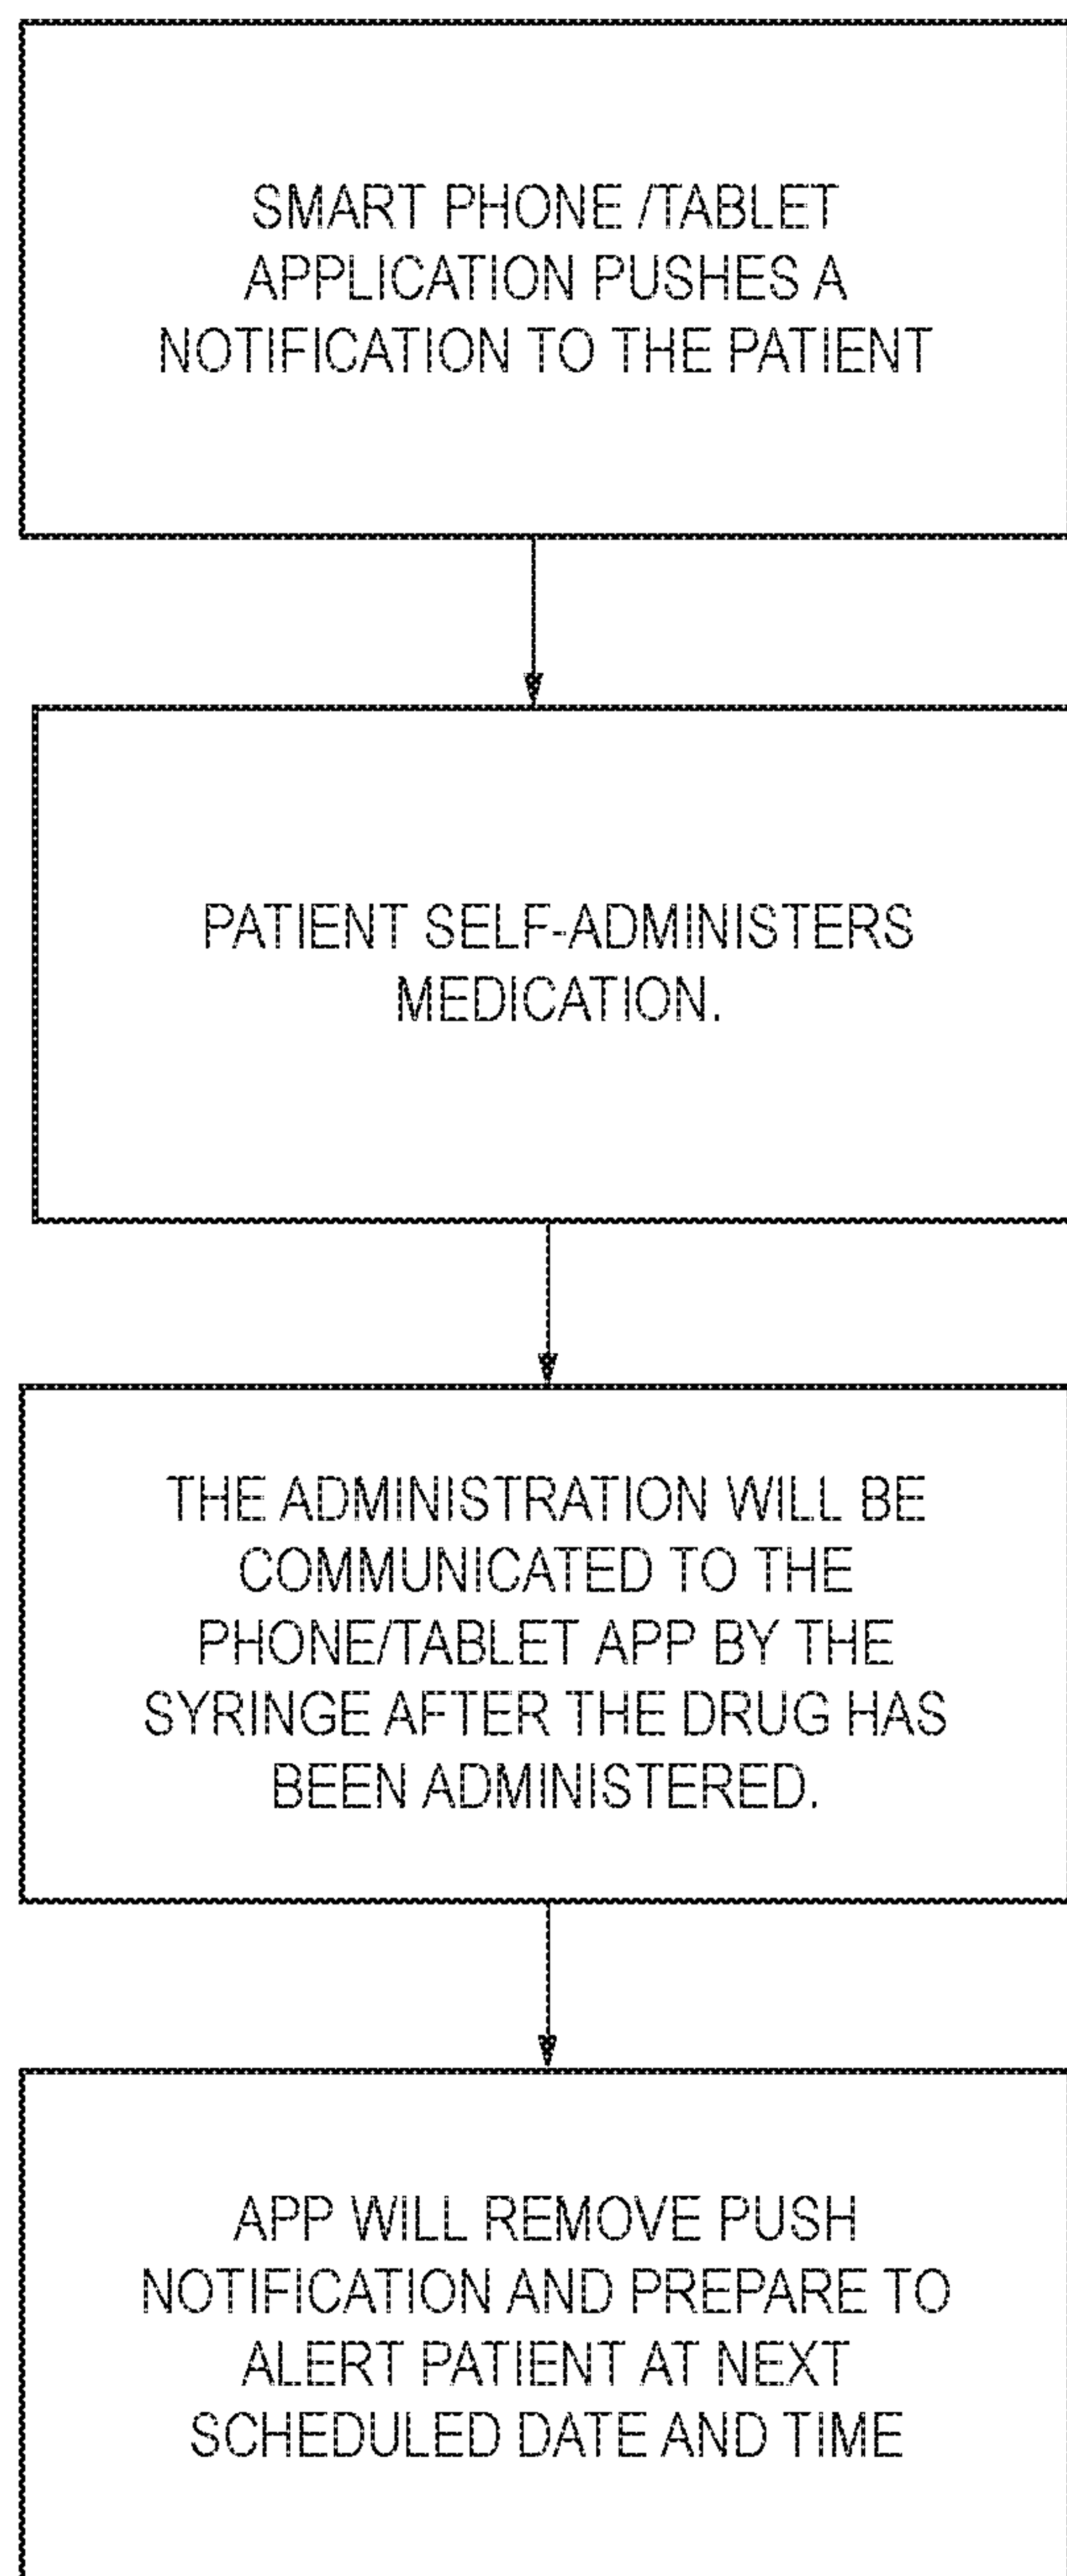 SMART PHONE /TABLET
APPLICATION PUSHES A
NOTIFICATION TO THE PATIENT
PATIENT SELF-ADMINISTERS
MEDICATION.
THE ADMINISTRATION WILL BE
COMMUNICATED TO THE
PHONE/TABLET APP BY THE
SYRINGE AFTER THE DRUG HAS
BEEN ADMINISTERED.
APP WILL REMOVE PUSH
NOTIFICATION AND PREPARE TO
ALERT PATIENT AT NEXT
SCHEDULED DATE AND TIME